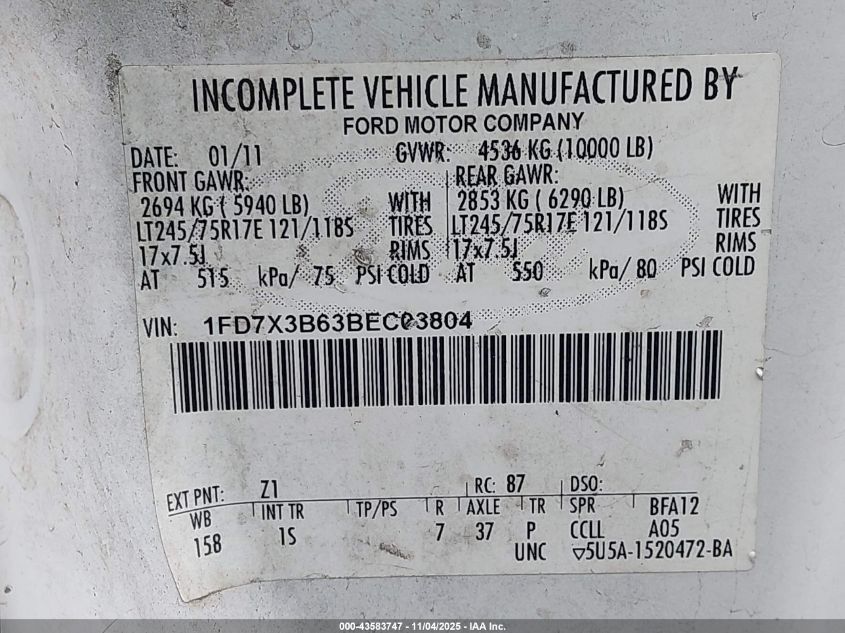 INCOMPLETE VEHICLE MANUFACTURED BY
FORD MOTOR COMPANY
DATE: 01/11 GVWR: 4536 KG (10000 LB)
FRONT GAWR: REAR GAWR:
2694 KG ( 5940 LB) WITH 2853 KG ( 6290 LB) WITH
LT245/75R17E 121/118S TIRES LT245/75R17E 121/118S TIRES
17x7.5J RIMS 17x7.5J RIMS
AT 515 kPa/ 75 PSI COLD AT 550 kPa/ 80 PSI COLD
VIN: 1FD7X3B63BEC03804
EXT PNT: Z1 RC: 87 DSO:
WB INT TR TP/PS R AXLE TR SPR BFA12
158 1S 7 37 P CCLL A05
UNC ▽5U5A-1520472-BA
000-43583747 - 11/04/2025 - IAA Inc.